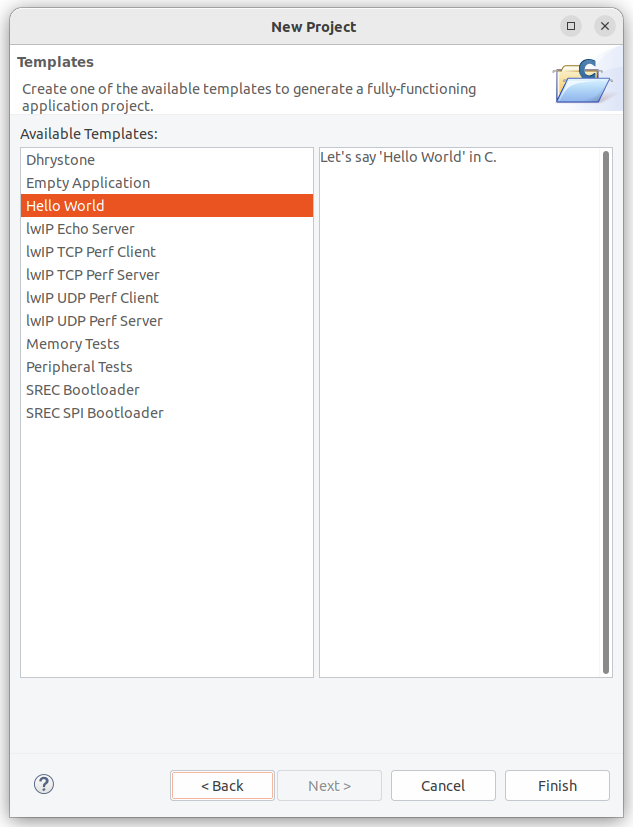 New Project
Templates
Create one of the available templates to generate a fully-functioning
application project.
C
Available Templates:
Dhrystone
Empty Application
Hello World
lwIP Echo Server
lwIP TCP Perf Client
lwIP TCP Perf Server
lwIP UDP Perf Client
lwIP UDP Perf Server
Memory Tests
Peripheral Tests
SREC Bootloader
SREC SPI Bootloader
Let's say 'Hello World' in C.
?
< Back
Next >
Cancel
Finish